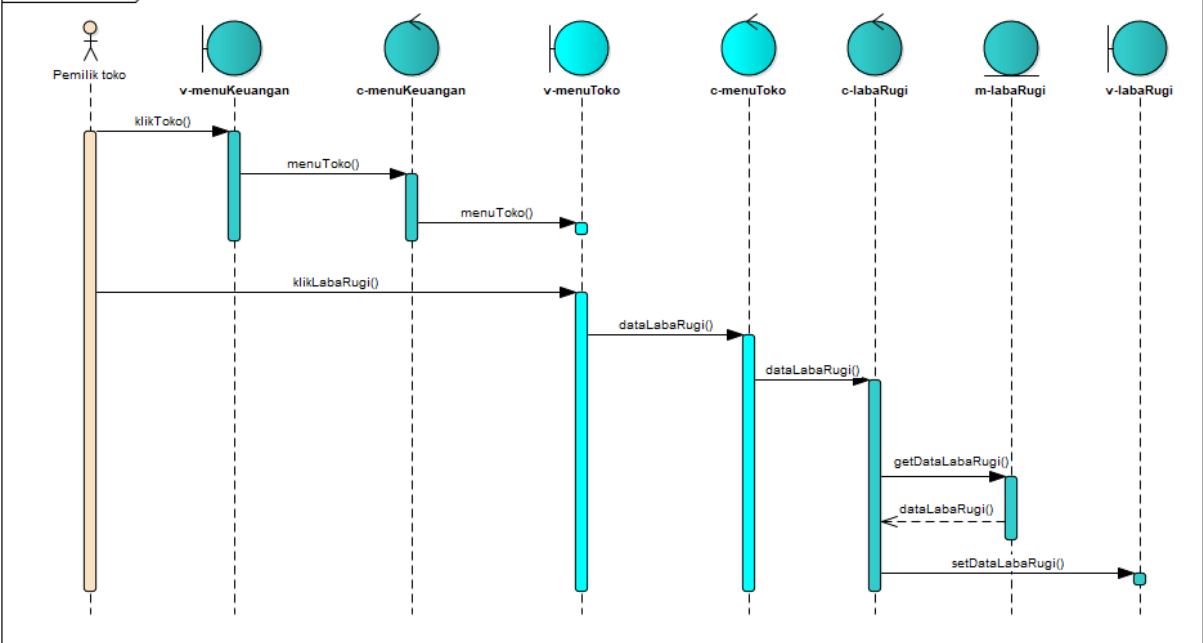 Pemilik toko
v-menuKeuangan
c-menuKeuangan
v-menuToko
c-menuToko
c-labaRugi
m-labaRugi
v-labaRugi
klikToko()
menuToko()
menuToko()
klikLabaRugi()
dataLabaRugi()
dataLabaRugi()
getDataLabaRugi()
dataLabaRugi()
setDataLabaRugi()